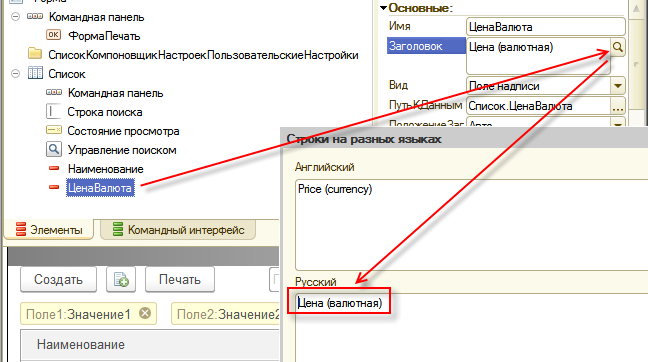 Форма
Командная панель
ОК ФормаПечать
СписокКомпоновщикНастроекПользовательскиеНастройки
Список
Командная панель
Строка поиска
Состояние просмотра
Управление поиском
Наименование
ЦенаВалюта
Элементы
Командный интерфейс
Основные:
Имя ЦенаВалюта
Заголовок Цена (валютная)
Вид Поле надписи
ПутьКДанным Список.ЦенаВалюта ...
ПоложениеЗаг Авто
Строки на разных языках
Английский
Price (currency)
Русский
Цена (валютная)
Создать Печать
Поле1:Значение1 Поле2:Значение2
Наименование